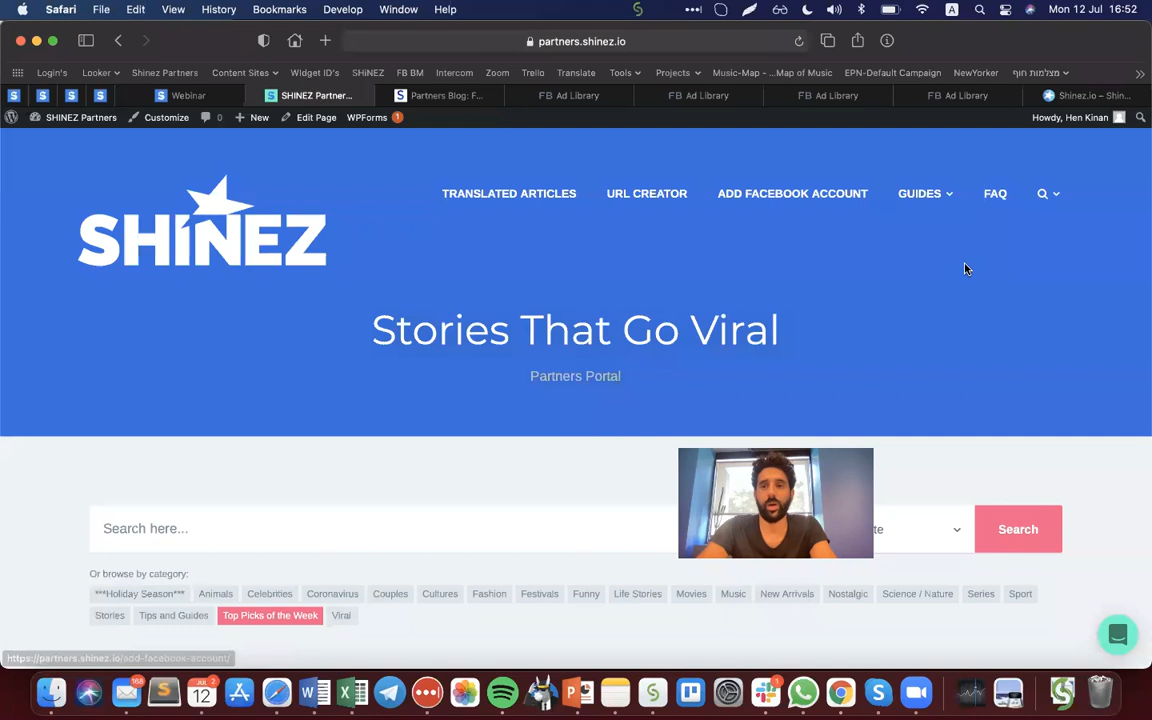 Safari File Edit View History Bookmarks Develop Window Help A Mon 12 Jul 16:52
partners.shinez.io
Login's Looker Shinez Partners Content Sites WIdget ID's SHiNEZ FB BM Intercom Zoom Trello Translate Tools Projects Music-Map - ...Map of Music EPN-Default Campaign NewYorker מצלמות חוף
S S S S S Webinar SHINEZ Partner... S Partners Blog: F... FB Ad Library FB Ad Library FB Ad Library FB Ad Library Shinez.io – Shin...
SHINEZ Partners Customize 0 New Edit Page WPForms 1 Howdy, Hen Kinan
TRANSLATED ARTICLES URL CREATOR ADD FACEBOOK ACCOUNT GUIDES FAQ
SHiNEZ
Stories That Go Viral
Partners Portal
Search here... te Search
Or browse by category:
***Holiday Season*** Animals Celebrities Coronavirus Couples Cultures Fashion Festivals Funny Life Stories Movies Music New Arrivals Nostalgic Science / Nature Series Sport
Stories Tips and Guides Top Picks of the Week Viral
https://partners.shinez.io/add-facebook-account/
168 JUL 2 12 1